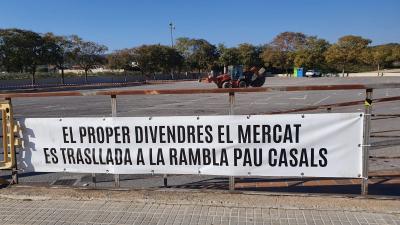 EL PROPER DIVENDRES EL MERCAT
ES TRASLLADA A LA RAMBLA PAU CASALS